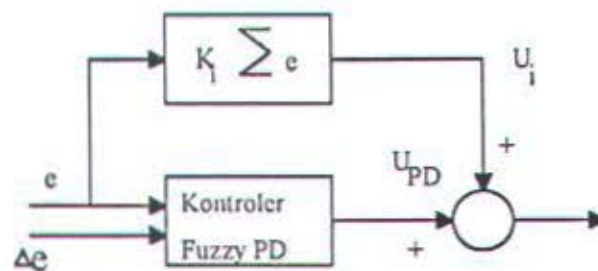 K_i ∑ e
U_i
+
U_PD
e
Kontroler
Δe
Fuzzy PD
+